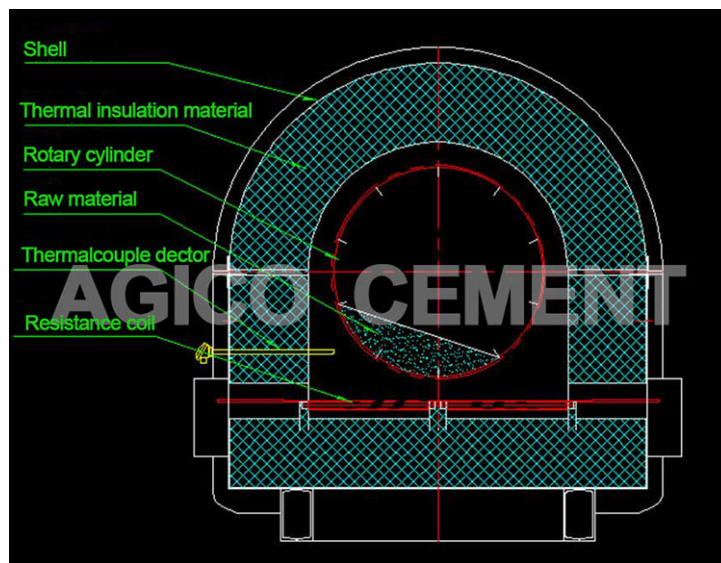 Shell
Thermal insulation material
Rotary cylinder
Raw material
Thermalcouple dector
AGICO CEMENT
Resistance coil